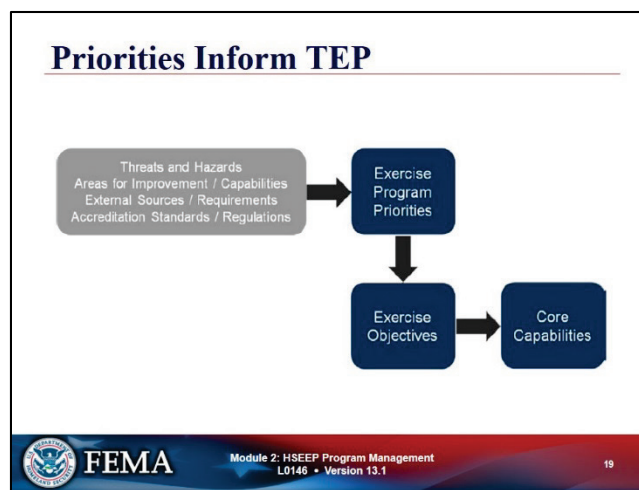 Priorities Inform TEP
Threats and Hazards
Areas for Improvement / Capabilities
External Sources / Requirements
Accreditation Standards / Regulations
Exercise
Program
Priorities
Exercise
Objectives
Core
Capabilities
FEMA
Module 2: HSEEP Program Management
L0146 • Version 13.1
19